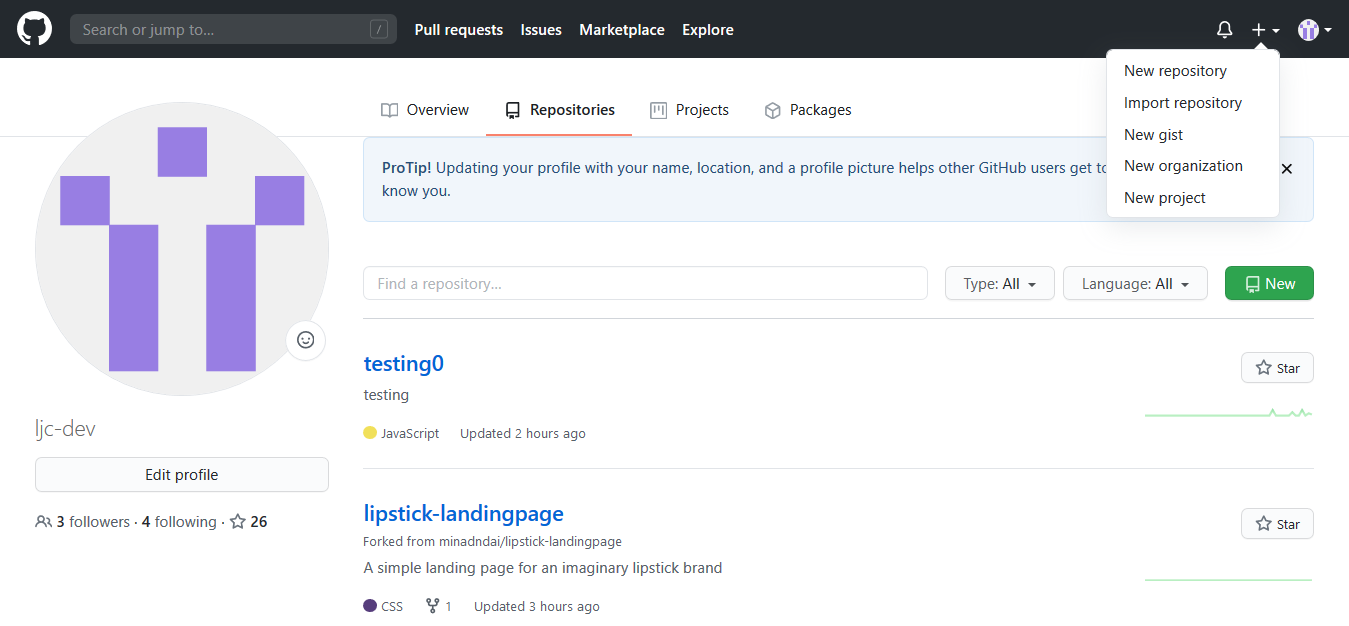 Search or jump to...
/
Pull requests
Issues
Marketplace
Explore
New repository
Import repository
New gist
New organization
New project
Overview
Repositories
Projects
Packages
ProTip! Updating your profile with your name, location, and a profile picture helps other GitHub users get
know you.
Find a repository...
Type: All
Language: All
New
testing0
Star
testing
JavaScript
Updated 2 hours ago
ljc-dev
Edit profile
3 followers · 4 following · 26
lipstick-landingpage
Star
Forked from minadndai/lipstick-landingpage
A simple landing page for an imaginary lipstick brand
CSS
1
Updated 3 hours ago